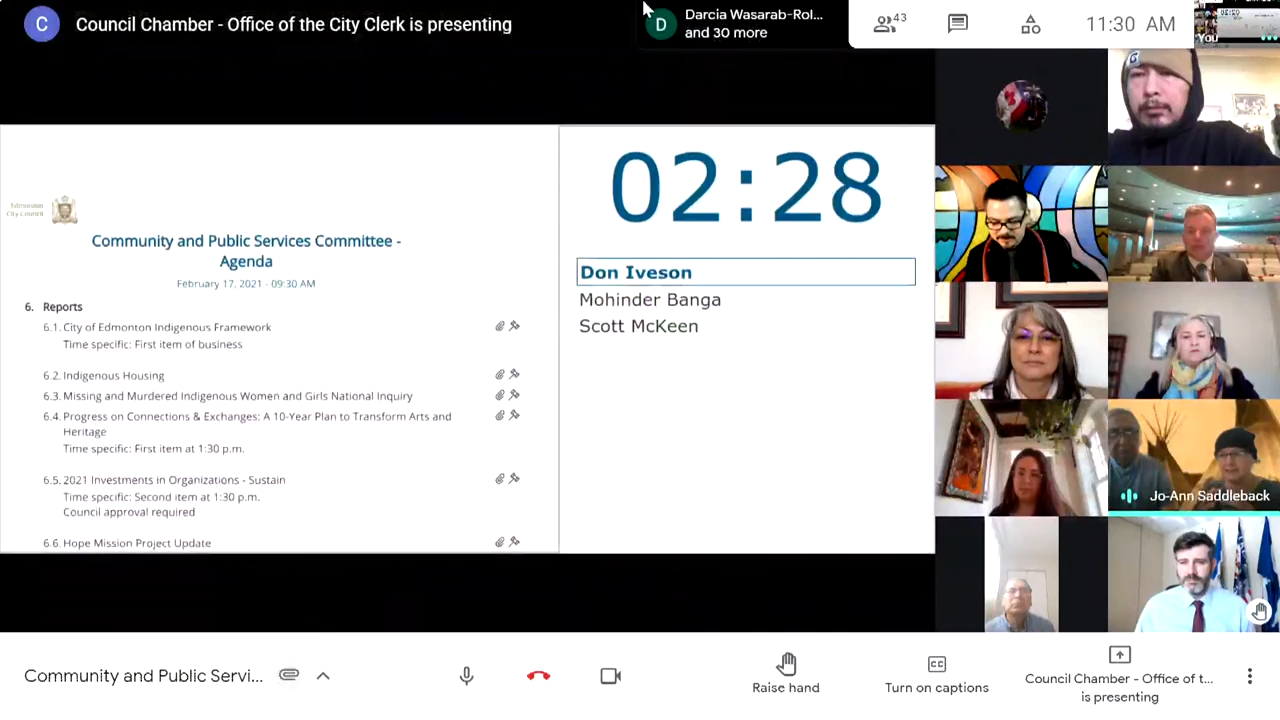 C Council Chamber - Office of the City Clerk is presenting
D Darcia Wasarab-Rol...
and 30 more
43
11:30 AM
You
Edmonton
City Council
Community and Public Services Committee -
Agenda
February 17, 2021 - 09:30 AM
6. Reports
6.1. City of Edmonton Indigenous Framework
Time specific: First item of business
6.2. Indigenous Housing
6.3. Missing and Murdered Indigenous Women and Girls National Inquiry
6.4. Progress on Connections & Exchanges: A 10-Year Plan to Transform Arts and
Heritage
Time specific: First item at 1:30 p.m.
6.5. 2021 Investments in Organizations - Sustain
Time specific: Second item at 1:30 p.m.
Council approval required
6.6. Hope Mission Project Update
02:28
Don Iveson
Mohinder Banga
Scott McKeen
Jo-Ann Saddleback
Community and Public Servi...
Raise hand
CC
Turn on captions
Council Chamber - Office of t...
is presenting